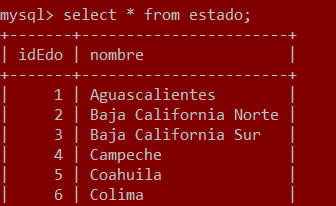 mysql> select * from estado;
+-------+-----------------------+
| idEdo | nombre                |
+-------+-----------------------+
|     1 | Aguascalientes        |
|     2 | Baja California Norte |
|     3 | Baja California Sur   |
|     4 | Campeche              |
|     5 | Coahuila              |
|     6 | Colima                |